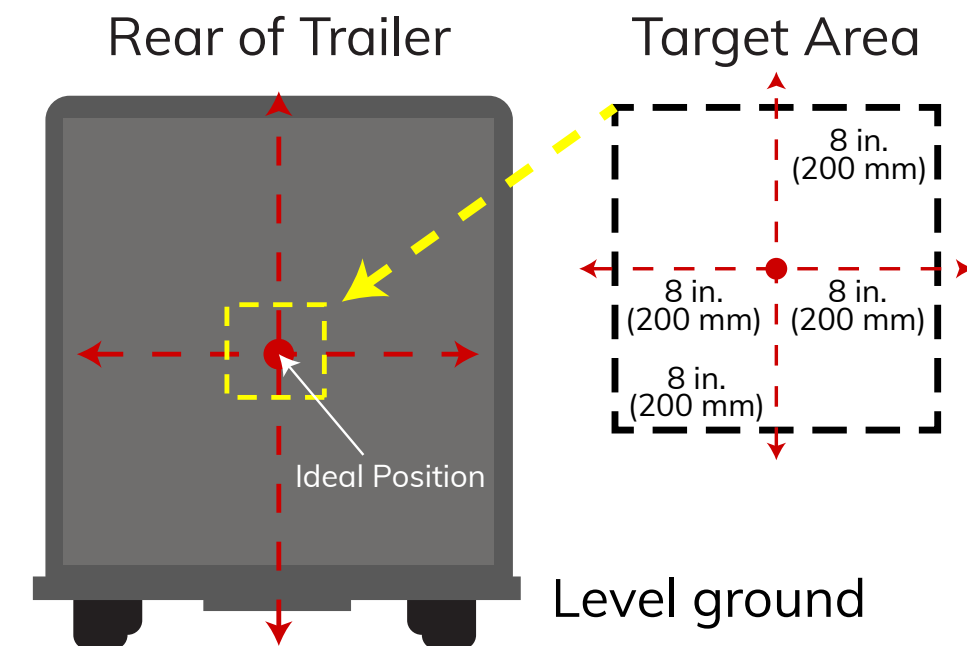 Rear of Trailer
Target Area
8 in.
(200 mm)
8 in.
(200 mm)
8 in.
(200 mm)
8 in.
(200 mm)
Ideal Position
Level ground